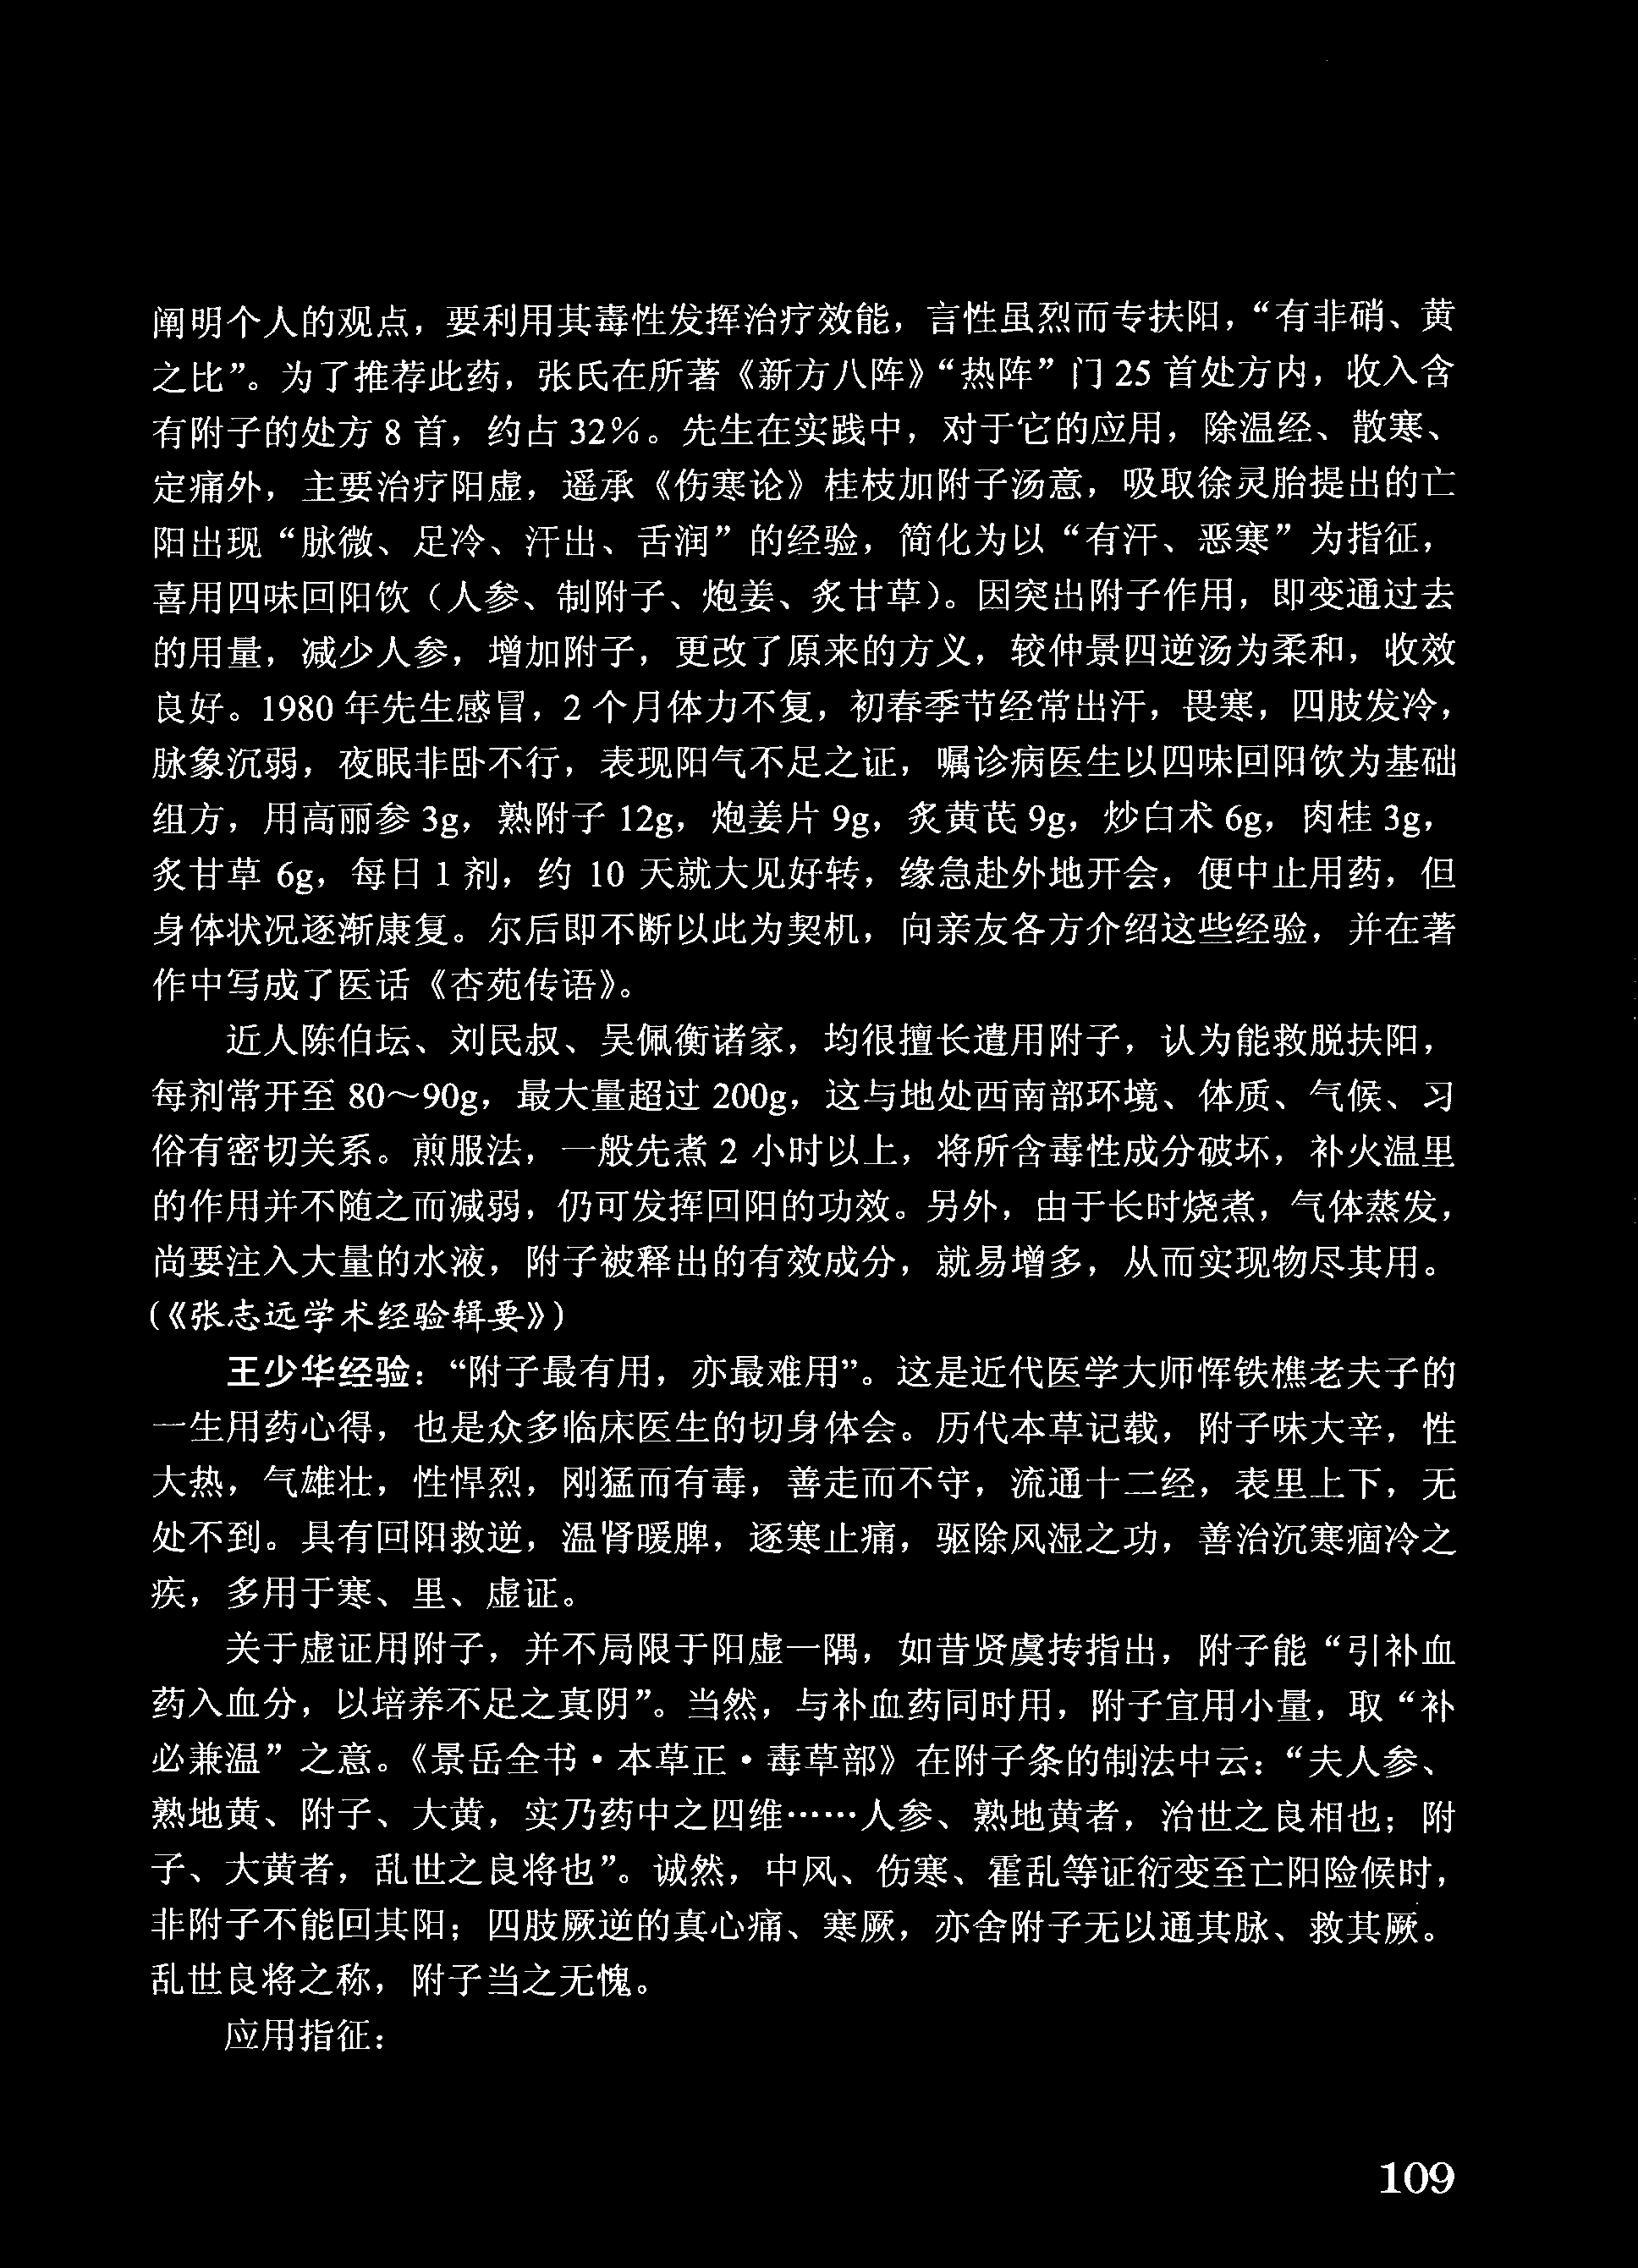 阐明个人的观点，要利用其毒性发挥治疗效能，言性虽烈而专扶阳，“有非硝、黄
之比”。为了推荐此药，张氏在所著《新方八阵》“热阵”门 25 首处方内，收入含
有附子的处方 8 首，约占 32％。先生在实践中，对于它的应用，除温经、散寒、
定痛外，主要治疗阳虚，遥承《伤寒论》桂枝加附子汤意，吸取徐灵胎提出的亡
阳出现“脉微、足冷、汗出、舌润”的经验，简化为以“有汗、恶寒”为指征，
喜用四味回阳饮（人参、制附子、炮姜、炙甘草）。因突出附子作用，即变通过去
的用量，减少人参，增加附子，更改了原来的方义，较仲景四逆汤为柔和，收效
良好。1980 年先生感冒，2 个月体力不复，初春季节经常出汗，畏寒，四肢发冷，
脉象沉弱，夜眠非卧不行，表现阳气不足之证，嘱诊病医生以四味回阳饮为基础
组方，用高丽参 3g，熟附子 12g，炮姜片 9g，炙黄芪 9g，炒白术 6g，肉桂 3g，
炙甘草 6g，每日 1 剂，约 10 天就大见好转，缘急赴外地开会，便中止用药，但
身体状况逐渐康复。尔后即不断以此为契机，向亲友各方介绍这些经验，并在著
作中写成了医话《杏苑传语》。
近人陈伯坛、刘民叔、吴佩衡诸家，均很擅长遣用附子，认为能救脱扶阳，
每剂常开至 80～90g，最大量超过 200g，这与地处西南部环境、体质、气候、习
俗有密切关系。煎服法，一般先煮 2 小时以上，将所含毒性成分破坏，补火温里
的作用并不随之而减弱，仍可发挥回阳的功效。另外，由于长时烧煮，气体蒸发，
尚要注入大量的水液，附子被释出的有效成分，就易增多，从而实现物尽其用。
（《张志远学术经验辑要》）
王少华经验：“附子最有用，亦最难用”。这是近代医学大师恽铁樵老夫子的
一生用药心得，也是众多临床医生的切身体会。历代本草记载，附子味大辛，性
大热，气雄壮，性悍烈，刚猛而有毒，善走而不守，流通十二经，表里上下，无
处不到。具有回阳救逆，温肾暖脾，逐寒止痛，驱除风湿之功，善治沉寒痼冷之
疾，多用于寒、里、虚证。
关于虚证用附子，并不局限于阳虚一隅，如昔贤虞抟指出，附子能“引补血
药入血分，以培养不足之真阴”。当然，与补血药同时用，附子宜用小量，取“补
必兼温”之意。《景岳全书·本草正·毒草部》在附子条的制法中云：“夫人参、
熟地黄、附子、大黄，实乃药中之四维……人参、熟地黄者，治世之良相也；附
子、大黄者，乱世之良将也”。诚然，中风、伤寒、霍乱等证衍变至亡阳险候时，
非附子不能回其阳；四肢厥逆的真心痛、寒厥，亦舍附子无以通其脉、救其厥。
乱世良将之称，附子当之无愧。
应用指征：
109